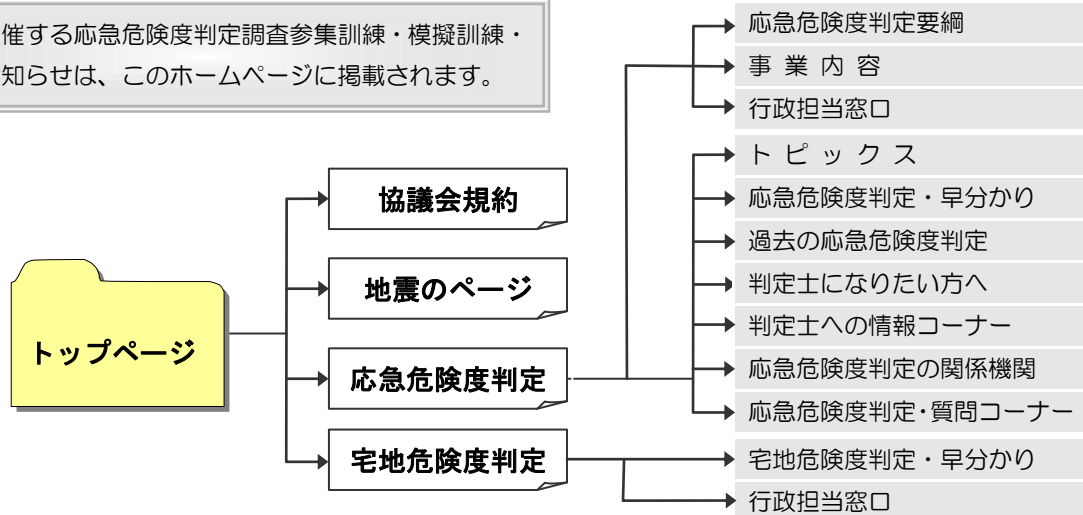 催する応急危険度判定調査参集訓練・模擬訓練・
知らせは、このホームページに掲載されます。
トップページ
協議会規約
地震のページ
応急危険度判定
宅地危険度判定
応急危険度判定要綱
事 業 内 容
行政担当窓口
ト ピ ッ ク ス
応急危険度判定・早分かり
過去の応急危険度判定
判定士になりたい方へ
判定士への情報コーナー
応急危険度判定の関係機関
応急危険度判定・質問コーナー
宅地危険度判定・早分かり
行政担当窓口